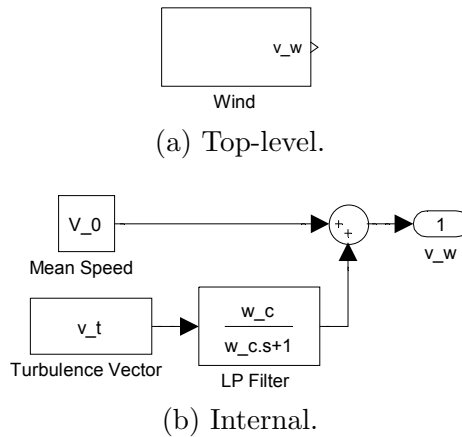 v_w
Wind
(a) Top-level.
V_0
Mean Speed
+
+
1
v_w
v_t
Turbulence Vector
w_c
w_c.s+1
LP Filter
(b) Internal.